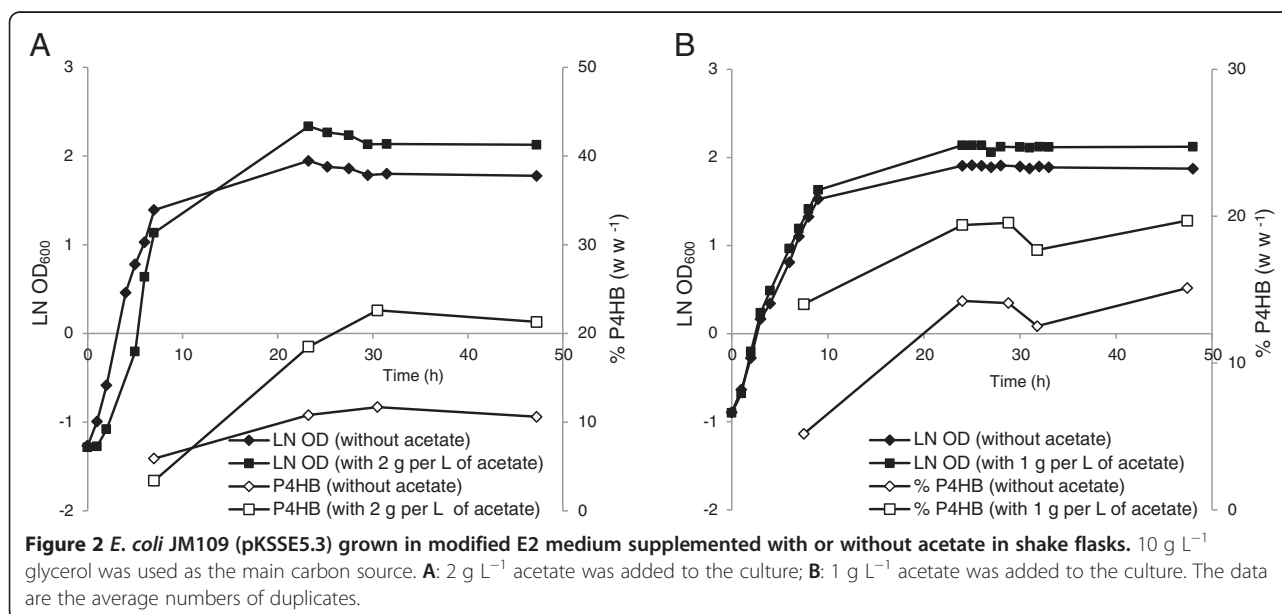 A
B
3
2
1
0
-1
-2
50
40
30
20
10
0
0
10
20
30
40
50
LN OD600
% P4HB (w w -1)
Time (h)
LN OD (without acetate)
LN OD (with 2 g per L of acetate)
P4HB (without acetate)
P4HB (with 2 g per L of acetate)
3
2
1
0
-1
-2
30
20
10
0
0
10
20
30
40
50
LN OD600
% P4HB (w w -1)
Time (h)
LN OD (without acetate)
LN OD (with 1 g per L of acetate)
% P4HB (without acetate)
% P4HB (with 1 g per L of acetate)
Figure 2 E. coli JM109 (pKSSE5.3) grown in modified E2 medium supplemented with or without acetate in shake flasks. 10 g L−1
glycerol was used as the main carbon source. A: 2 g L−1 acetate was added to the culture; B: 1 g L−1 acetate was added to the culture. The data
are the average numbers of duplicates.